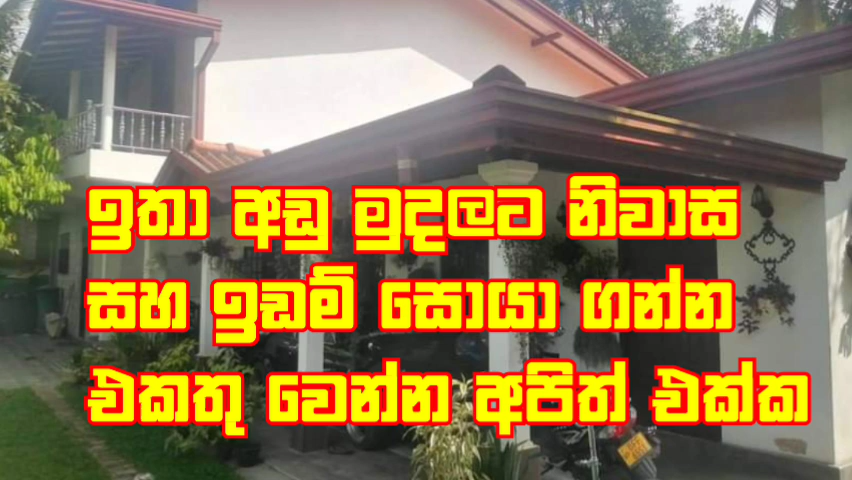 ඉතා අඩු මුදලට නිවාස
සහ ඉඩම් සොයා ගන්න
එකතු වෙන්න අපිත් එක්ක